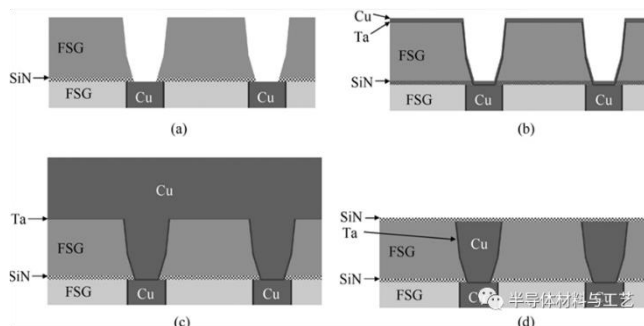 FSG
SiN
FSG
Cu
Cu
(a)
Cu
Ta
FSG
SiN
FSG
Cu
Cu
(b)
Cu
Ta
FSG
SiN
FSG
Cu
Cu
(c)
SiN
Ta
Cu
FSG
SiN
FSG
半导体材料与工艺
(d)